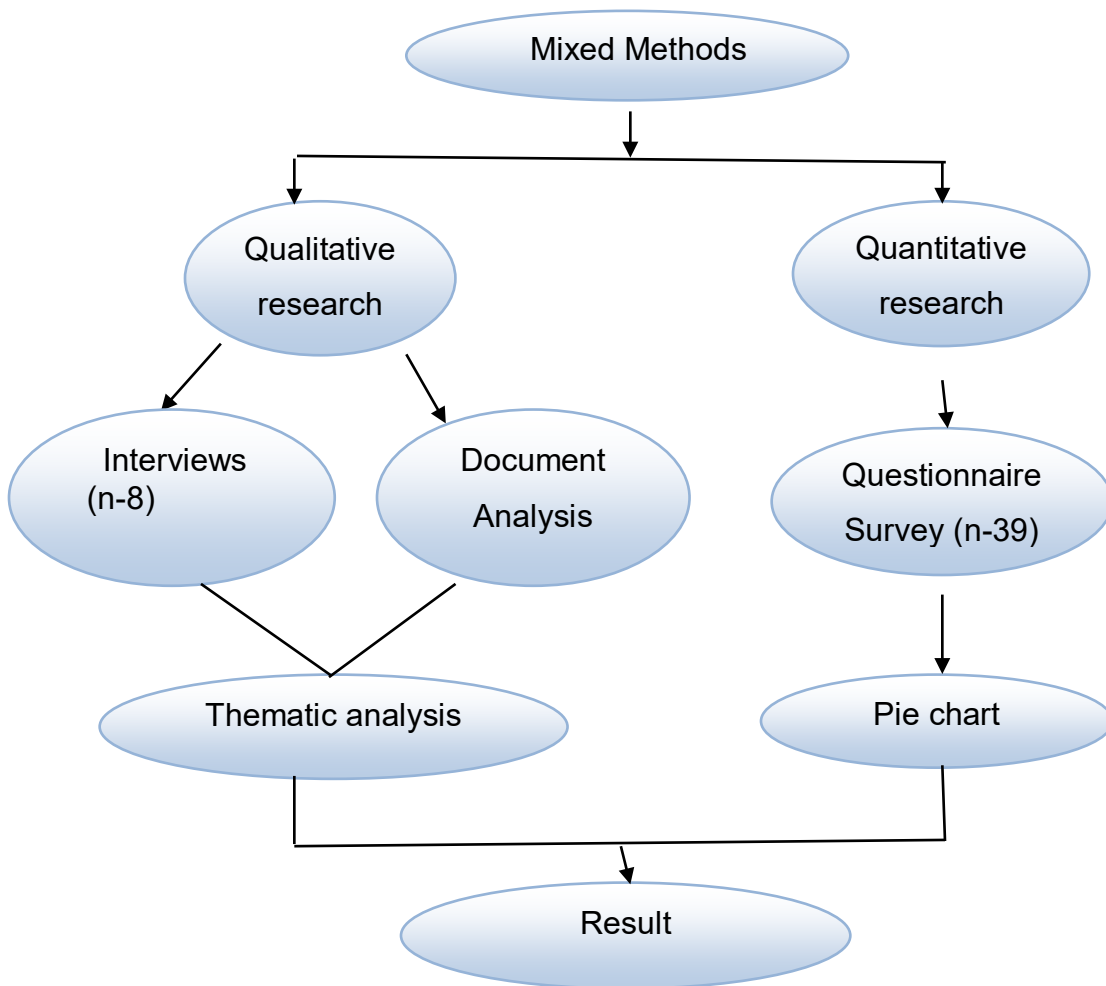 Mixed Methods
Qualitative
research
Quantitative
research
Interviews
(n-8)
Document
Analysis
Questionnaire
Survey (n-39)
Thematic analysis
Pie chart
Result